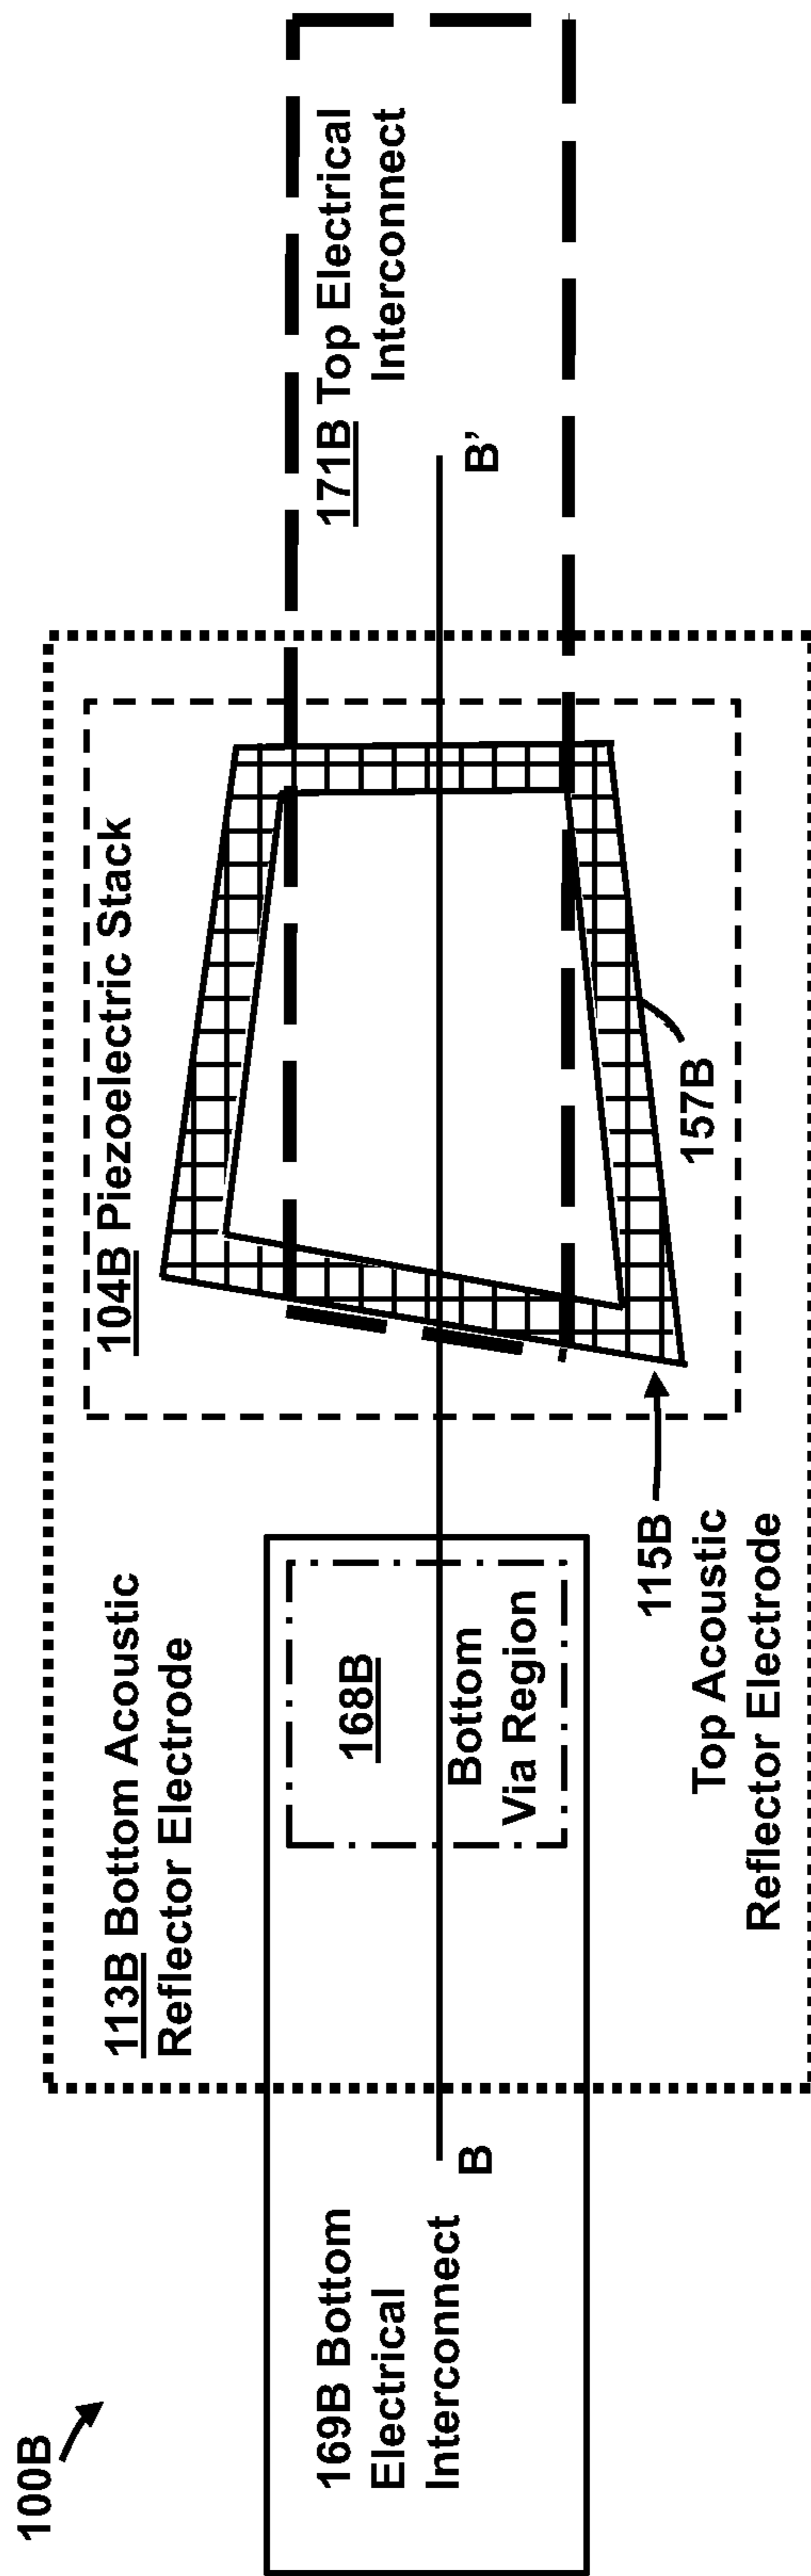 100B
169B Bottom
Electrical
Interconnect
B
113B Bottom Acoustic
Reflector Electrode
168B
Bottom
Via Region
115B
Top Acoustic
Reflector Electrode
104B Piezoelectric Stack
157B
B’
171B Top Electrical
Interconnect